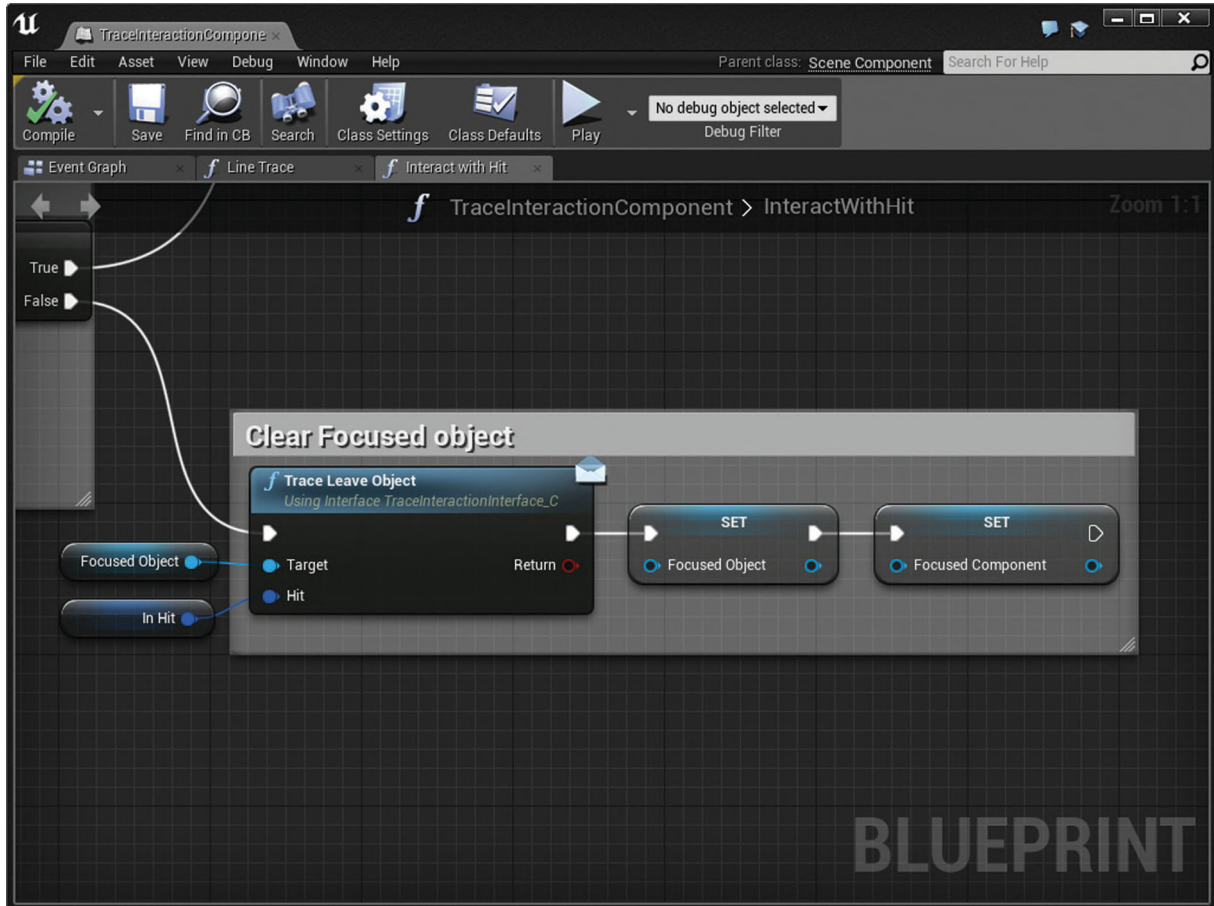 TraceInteractionCompone
File Edit Asset View Debug Window Help Parent class: Scene Component Search For Help
Compile Save Find in CB Search Class Settings Class Defaults Play No debug object selected
Debug Filter
Event Graph f Line Trace f Interact with Hit
f TraceInteractionComponent > InteractWithHit Zoom 1:1
True
False
Clear Focused object
f Trace Leave Object
Using Interface TraceInteractionInterface_C
SET SET
Focused Object Target Return Focused Object Focused Component
In Hit Hit
BLUEPRINT